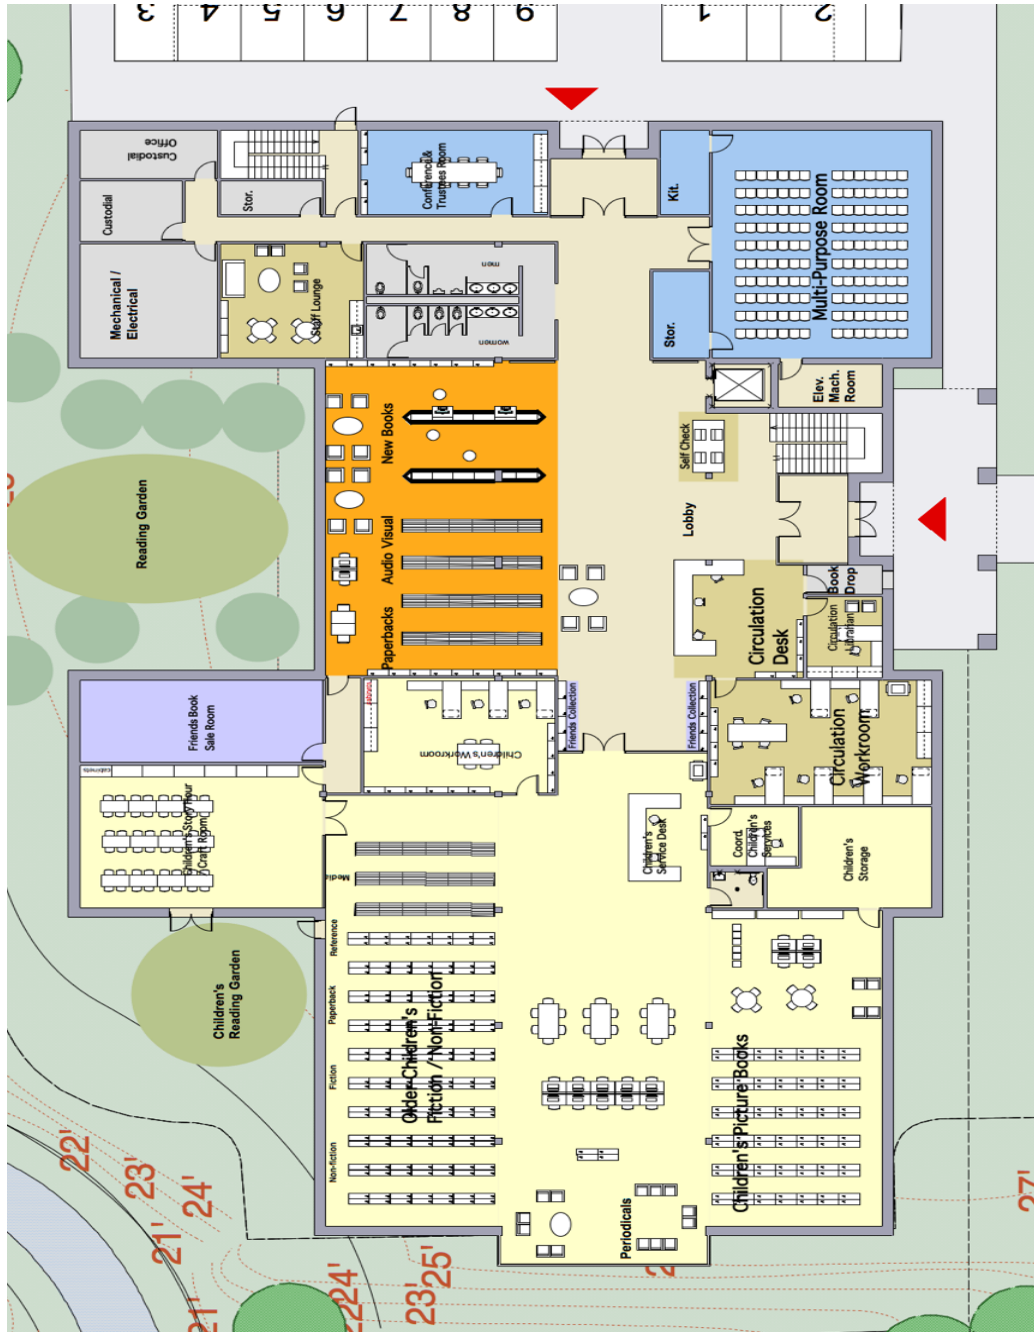 3
4
5
6
7
8
9
1
2
Custodial
Office
Custodial
Stor.
Conference &
Trustees Room
Kit.
Multi-Purpose Room
Mechanical /
Electrical
Staff Lounge
men
women
Stor.
Elev.
Mach.
Room
New Books
Self Check
Reading Garden
Audio Visual
Lobby
Paperbacks
Book
Drop
Circulation
Desk
Circulation
Librarian
Friends Book
Sale Room
Children's Workroom
Friends Collection
Friends Collection
Circulation
Workroom
cabinets
Children's Story Hour
/ Craft Room
Media
Children's
Service Desk
Coord.
Children's
Services
Children's
Storage
Reference
Children's
Reading Garden
Paperback
Older Children's
Fiction / Non-Fiction
Fiction
Non-fiction
Children's Picture Books
Periodicals
22'
23'
24'
21'
21'
24'
23'
25'
27'